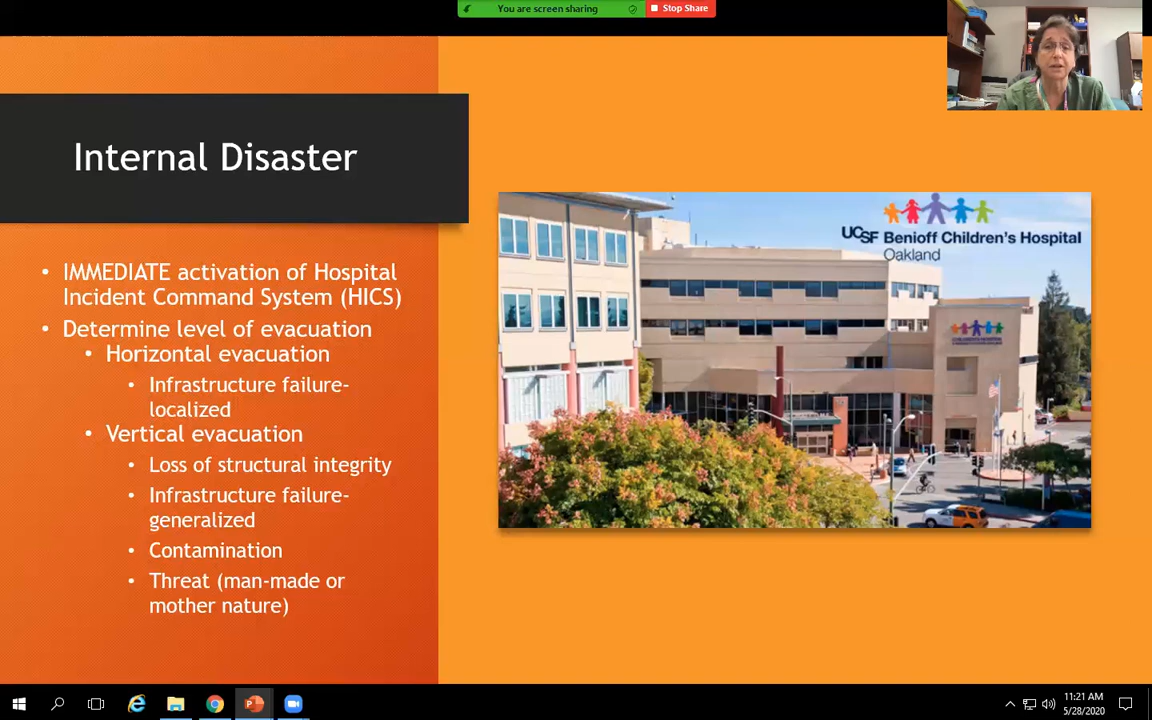 You are screen sharing
Stop Share
Internal Disaster
• IMMEDIATE activation of Hospital
Incident Command System (HICS)
• Determine level of evacuation
• Horizontal evacuation
• Infrastructure failure-
localized
• Vertical evacuation
• Loss of structural integrity
• Infrastructure failure-
generalized
• Contamination
• Threat (man-made or
mother nature)
UCSF Benioff Children's Hospital
Oakland
11:21 AM
5/28/2020